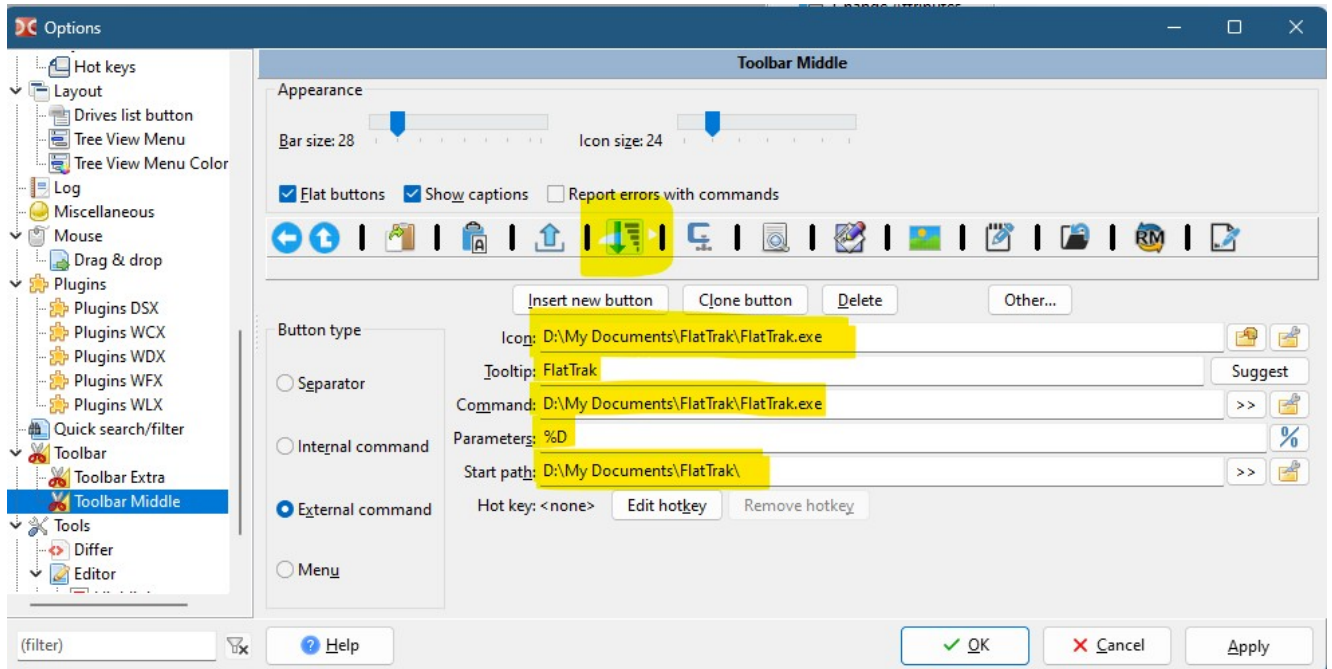 Options
Hot keys
Layout
Drives list button
Tree View Menu
Tree View Menu Color
Log
Miscellaneous
Mouse
Drag & drop
Plugins
Plugins DSX
Plugins WCX
Plugins WDX
Plugins WFX
Plugins WLX
Quick search/filter
Toolbar
Toolbar Extra
Toolbar Middle
Tools
Differ
Editor
(filter)
Toolbar Middle
Appearance
Bar size: 28
Icon size: 24
Flat buttons
Show captions
Report errors with commands
A
RM
Insert new button
Clone button
Delete
Other...
Button type
Separator
Internal command
External command
Menu
Icon: D:\My Documents\FlatTrak\FlatTrak.exe
Tooltip: FlatTrak
Suggest
Command: D:\My Documents\FlatTrak\FlatTrak.exe
>>
Parameters: %D
%
Start path: D:\My Documents\FlatTrak\
>>
Hot key: <none>
Edit hotkey
Remove hotkey
Help
OK
Cancel
Apply